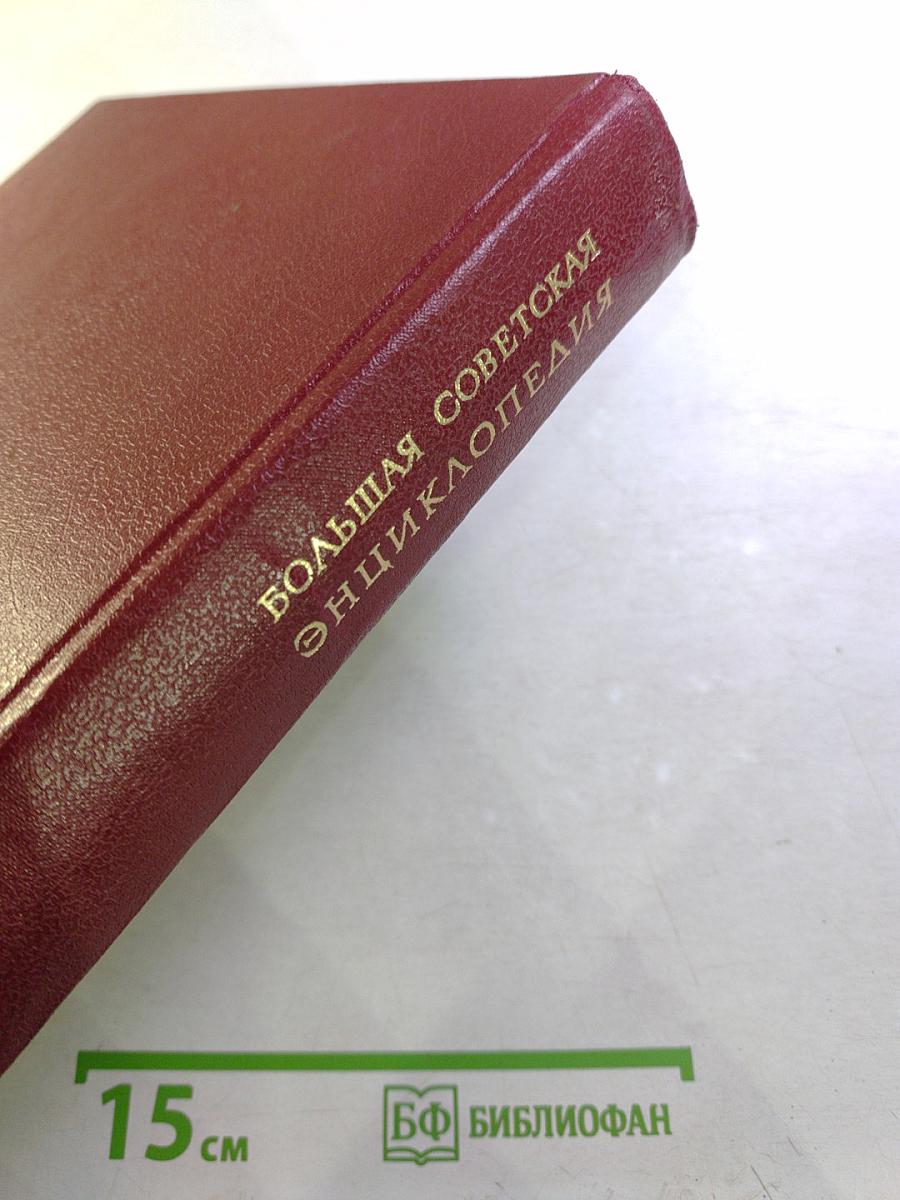 БОЛЬШАЯ СОВЕТСКАЯ
ЭНЦИКЛОПЕДИЯ
15 см
БФ БИБЛИОФАН